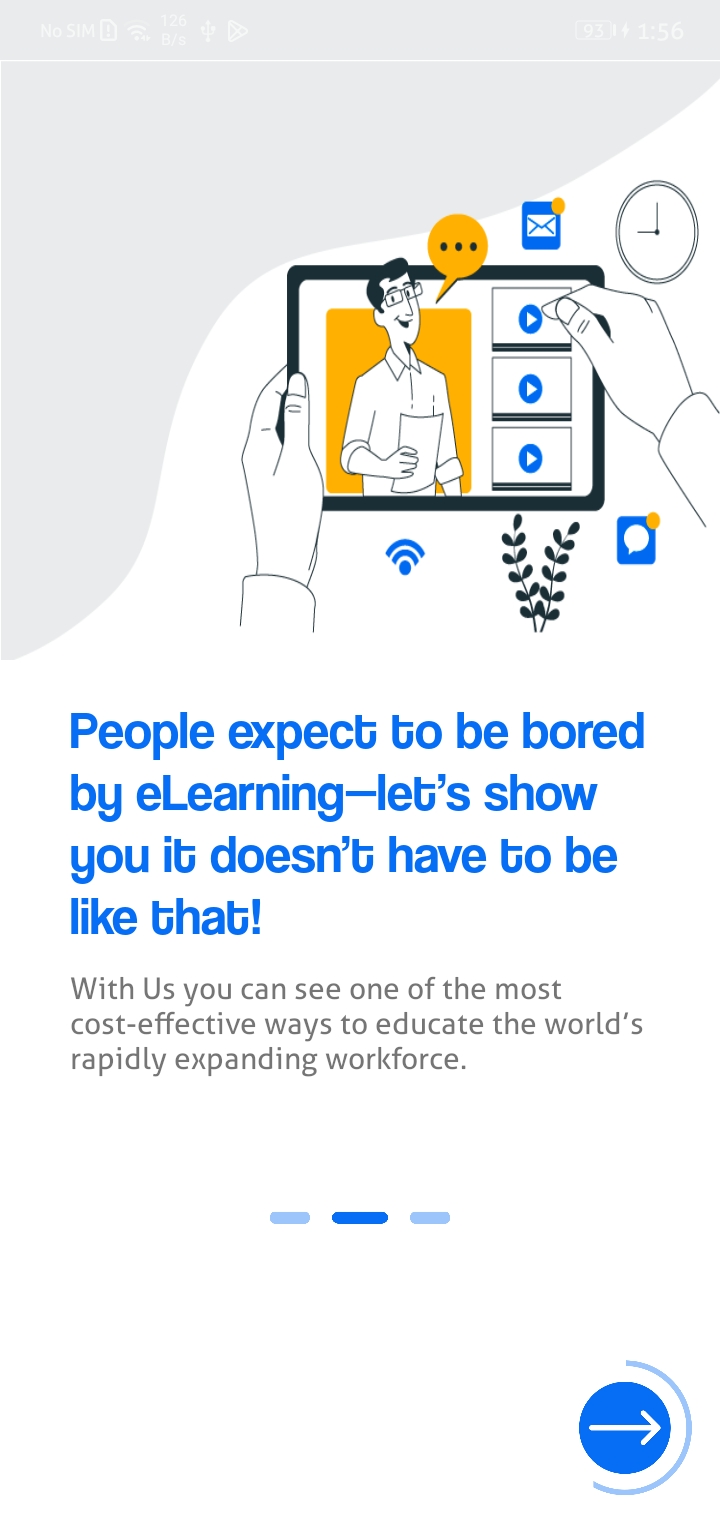 No SIM
126
B/s
93
1:56
People expect to be bored
by eLearning—let's show
you it doesn't have to be
like that!
With Us you can see one of the most
cost-effective ways to educate the world's
rapidly expanding workforce.